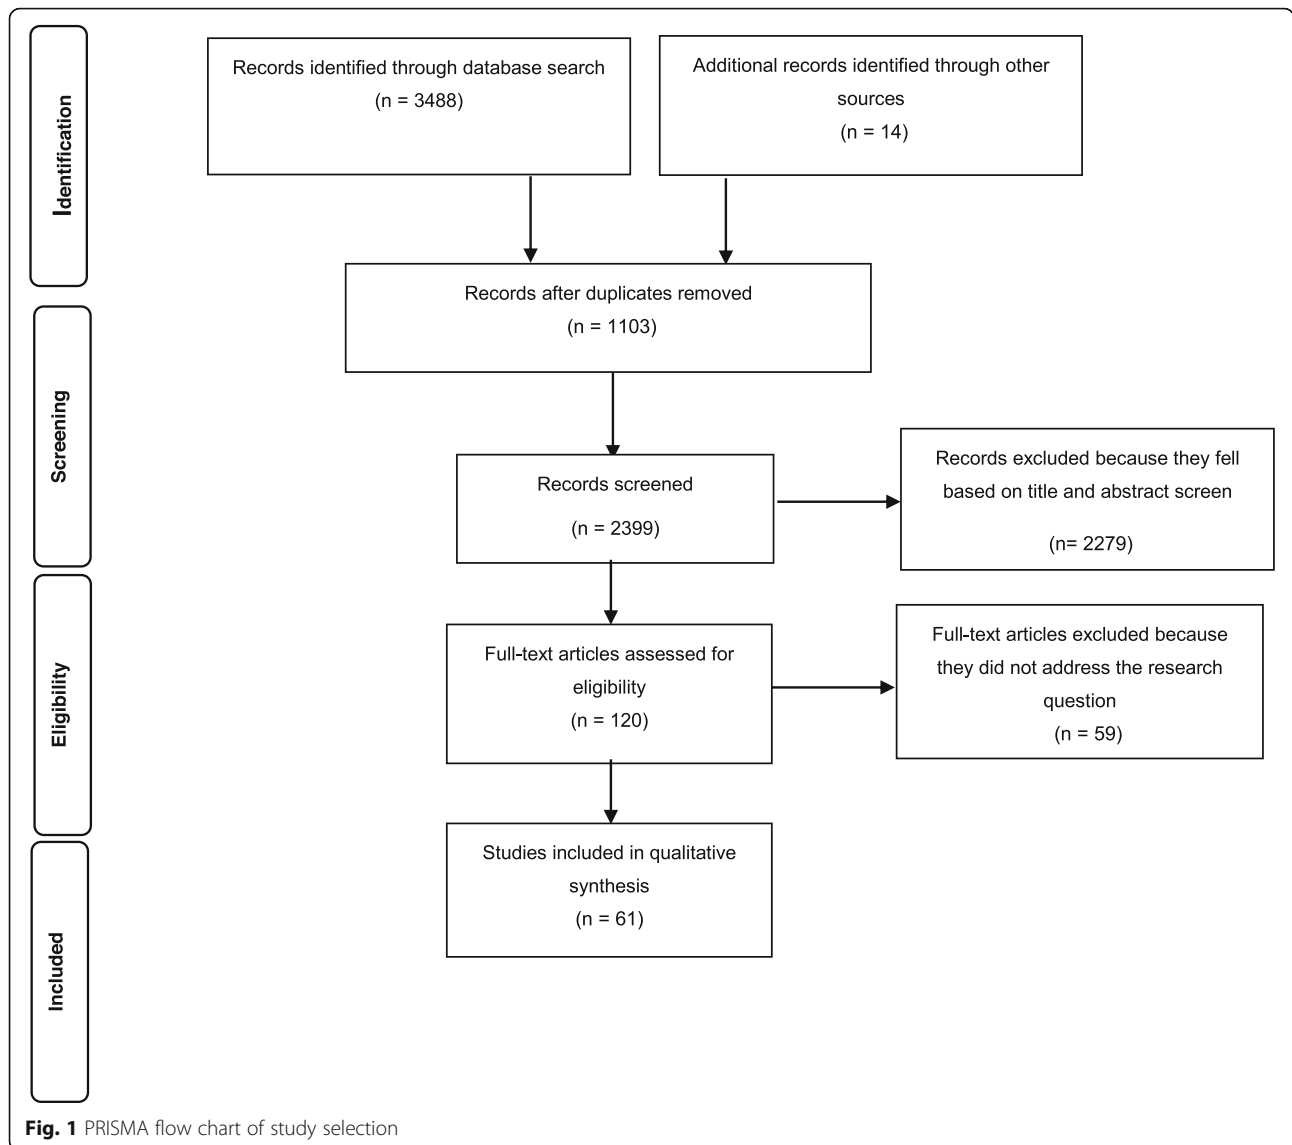 Identification
Records identified through database search
(n = 3488)
Additional records identified through other
sources
(n = 14)
Records after duplicates removed
(n = 1103)
Screening
Records screened
(n = 2399)
Records excluded because they fell
based on title and abstract screen
(n= 2279)
Eligibility
Full-text articles assessed for
eligibility
(n = 120)
Full-text articles excluded because
they did not address the research
question
(n = 59)
Included
Studies included in qualitative
synthesis
(n = 61)
Fig. 1 PRISMA flow chart of study selection